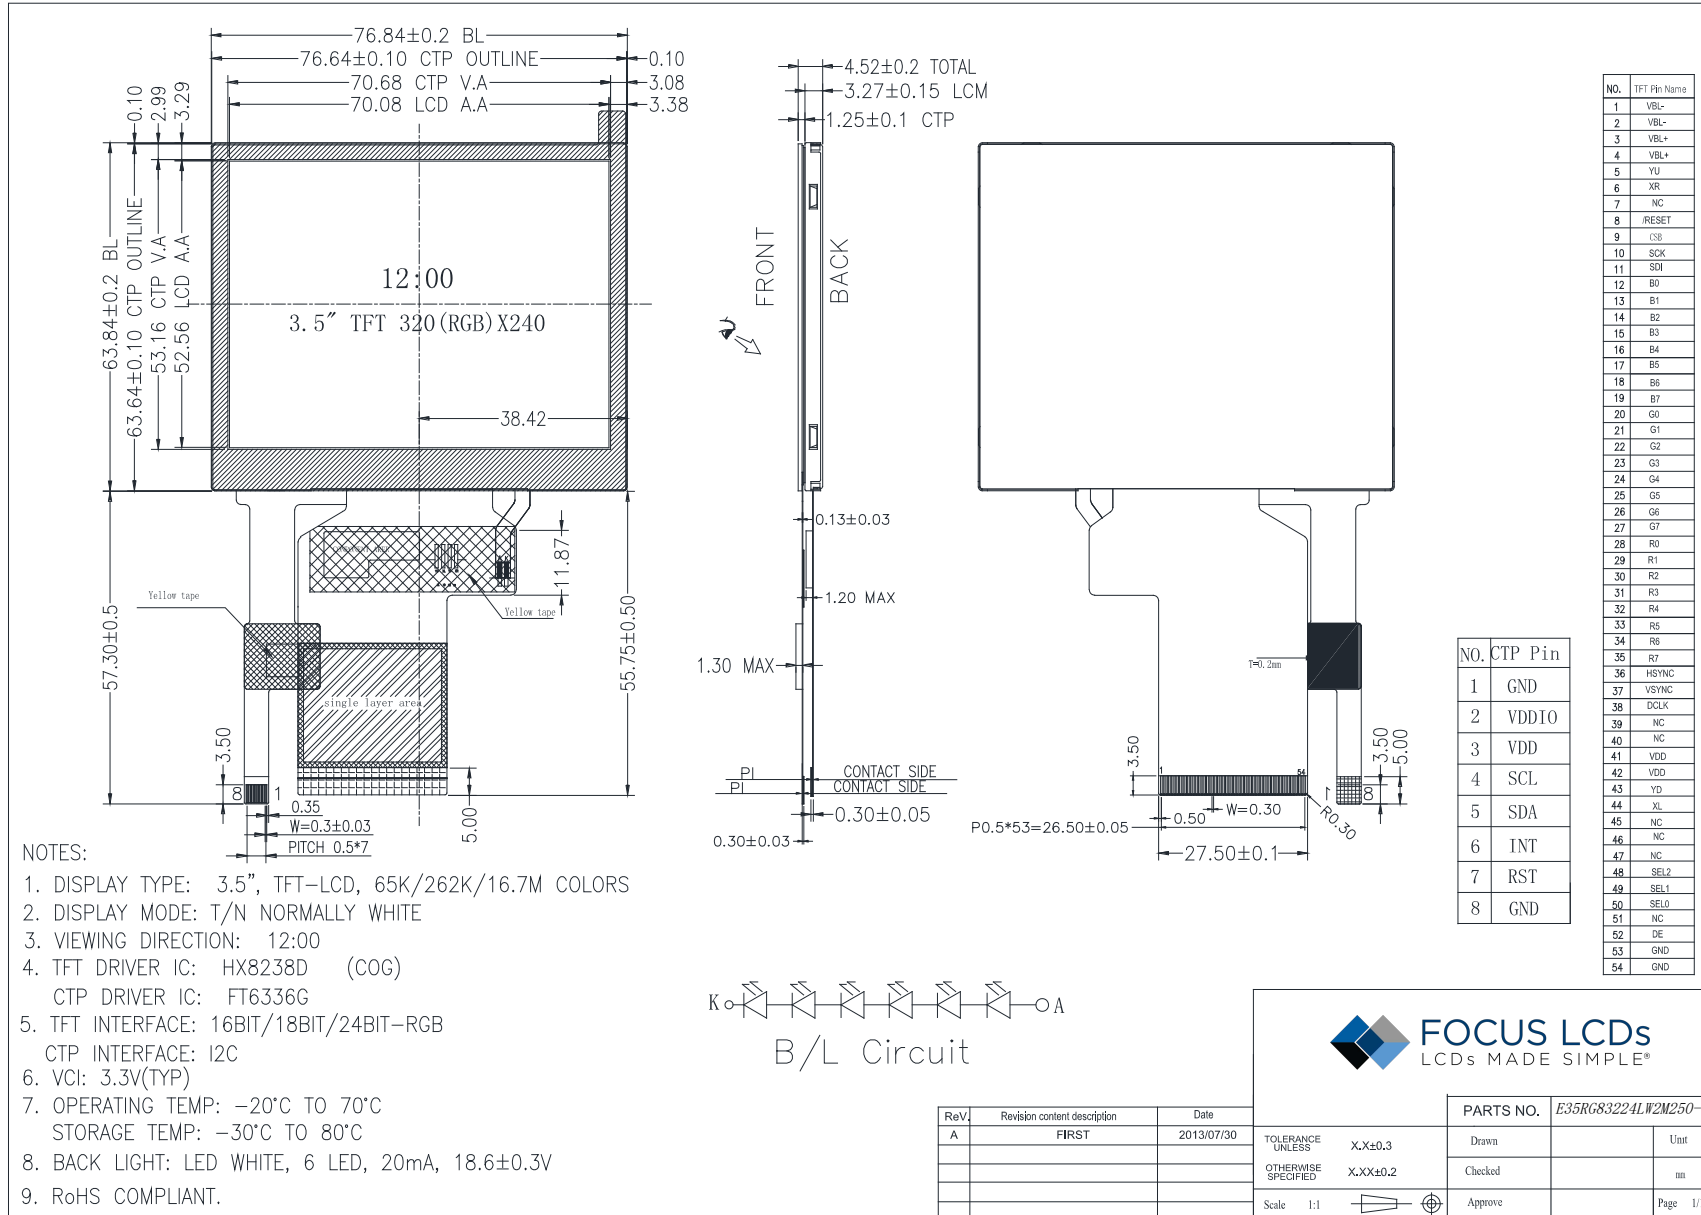 76.84±0.2 BL
76.64±0.10 CTP OUTLINE
0.10
70.68 CTP V.A
3.08
70.08 LCD A.A
3.38
0.10
2.99
3.29
63.84±0.2 BL
63.64±0.10 CTP OUTLINE
53.16 CTP V.A
52.56 LCD A.A
12:00
3.5″ TFT 320(RGB)X240
38.42
57.30±0.5
55.75±0.50
11.87
Yellow tape
Yellow tape
single layer area
3.50
8 1
0.35
W=0.3±0.03
PITCH 0.5*7
5.00
4.52±0.2 TOTAL
3.27±0.15 LCM
1.25±0.1 CTP
FRONT
BACK
0.13±0.03
1.20 MAX
1.30 MAX
PI CONTACT SIDE
PI CONTACT SIDE
0.30±0.05
0.30±0.03
T=0.2mm
3.50
1 54
W=0.30
0.50
R0.30
P0.5*53=26.50±0.05
27.50±0.1
1 8
3.50
5.00
NO. CTP Pin
1 GND
2 VDDIO
3 VDD
4 SCL
5 SDA
6 INT
7 RST
8 GND
NO. TFT Pin Name
1 VBL-
2 VBL-
3 VBL+
4 VBL+
5 YU
6 XR
7 NC
8 /RESET
9 CSB
10 SCK
11 SDI
12 B0
13 B1
14 B2
15 B3
16 B4
17 B5
18 B6
19 B7
20 G0
21 G1
22 G2
23 G3
24 G4
25 G5
26 G6
27 G7
28 R0
29 R1
30 R2
31 R3
32 R4
33 R5
34 R6
35 R7
36 HSYNC
37 VSYNC
38 DCLK
39 NC
40 NC
41 VDD
42 VDD
43 YD
44 XL
45 NC
46 NC
47 NC
48 SEL2
49 SEL1
50 SEL0
51 NC
52 DE
53 GND
54 GND
NOTES:
1. DISPLAY TYPE: 3.5", TFT-LCD, 65K/262K/16.7M COLORS
2. DISPLAY MODE: T/N NORMALLY WHITE
3. VIEWING DIRECTION: 12:00
4. TFT DRIVER IC: HX8238D (COG)
CTP DRIVER IC: FT6336G
5. TFT INTERFACE: 16BIT/18BIT/24BIT-RGB
CTP INTERFACE: I2C
6. VCI: 3.3V(TYP)
7. OPERATING TEMP: -20°C TO 70°C
STORAGE TEMP: -30°C TO 80°C
8. BACK LIGHT: LED WHITE, 6 LED, 20mA, 18.6±0.3V
9. RoHS COMPLIANT.
K A
B/L Circuit
FOCUS LCDs
LCDs MADE SIMPLE®
ReV. Revision content description Date
A FIRST 2013/07/30
PARTS NO. E35RG83224LW2M250-
TOLERANCE UNLESS X.X±0.3
OTHERWISE SPECIFIED X.XX±0.2
Scale 1:1
Drawn Unit
Checked mm
Approve Page 1/